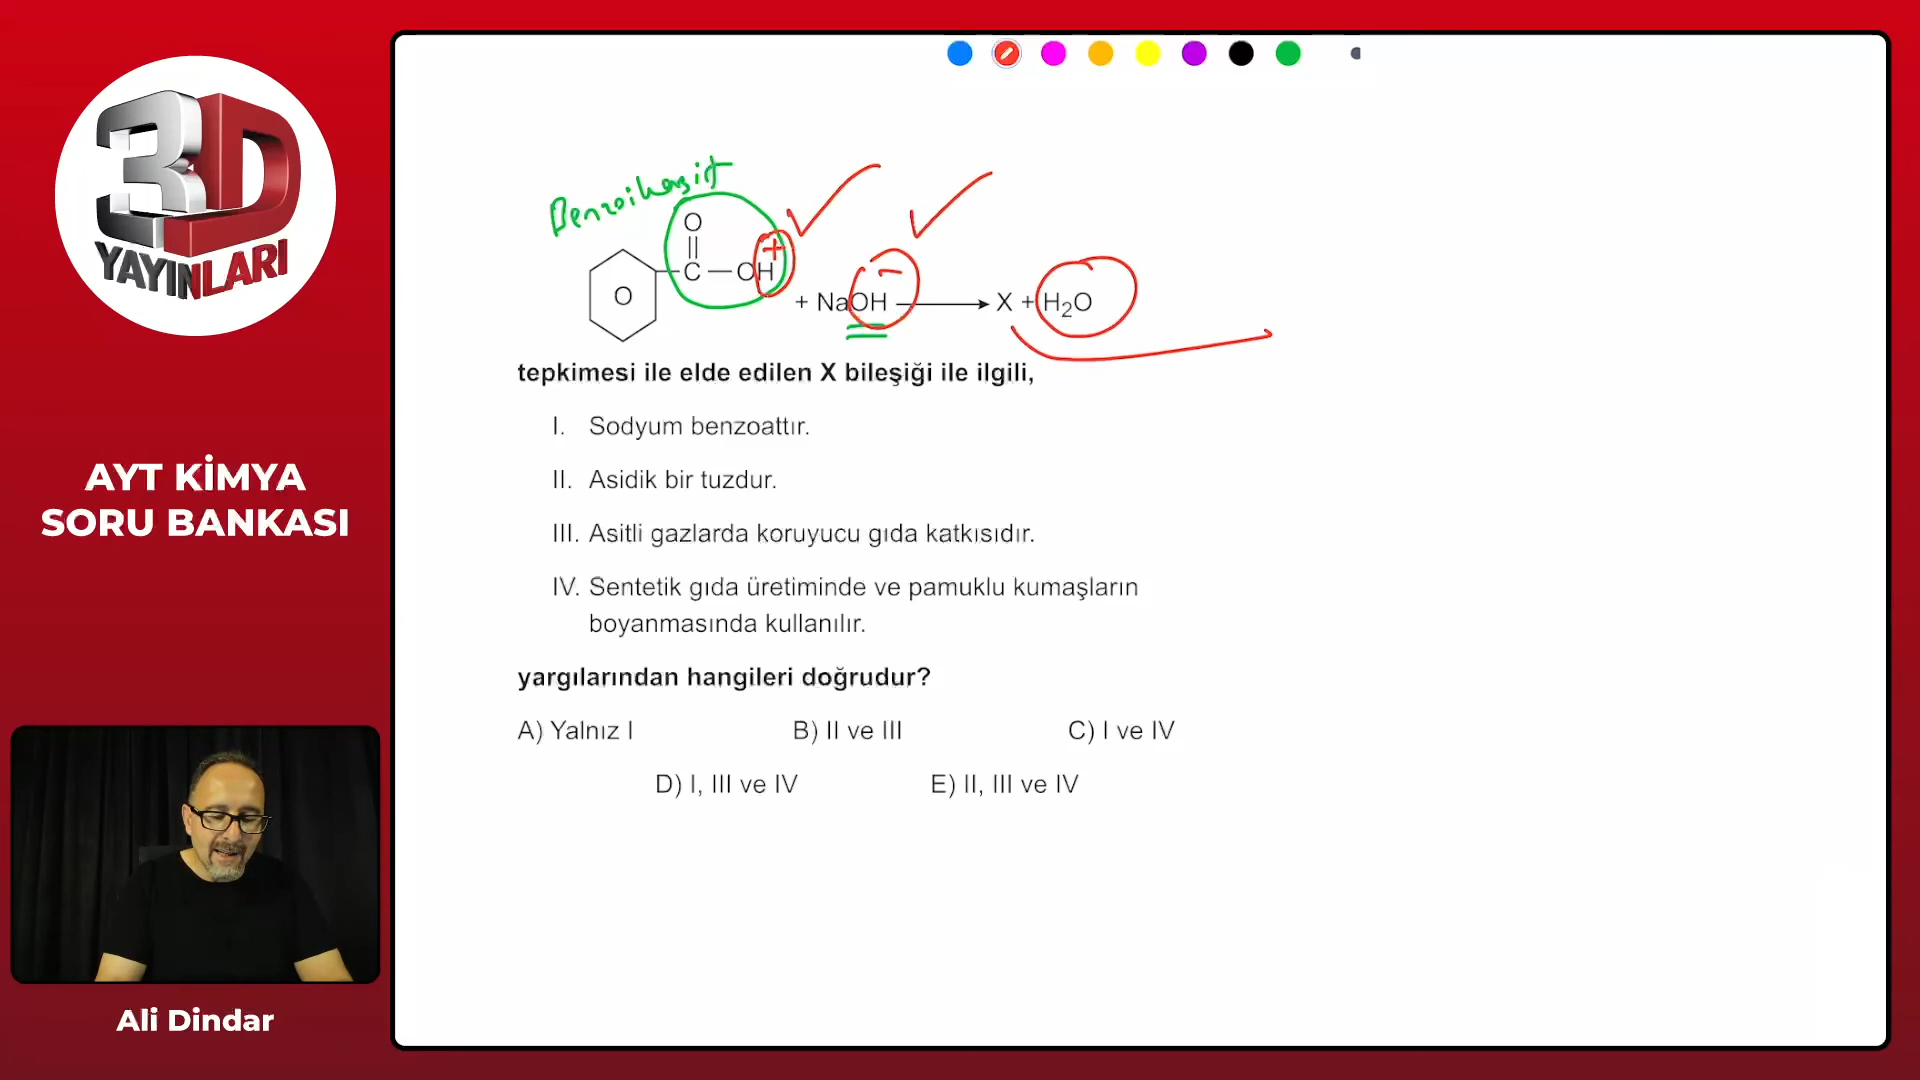 3D
YAYINLARI
AYT KİMYA
SORU BANKASI
Ali Dindar
Benzoik asit
O
C — OH +
O
+ NaOH → X + H₂O
−
tepkimesi ile elde edilen X bileşiği ile ilgili,
I. Sodyum benzoattır.
II. Asidik bir tuzdur.
III. Asitli gazlarda koruyucu gıda katkısıdır.
IV. Sentetik gıda üretiminde ve pamuklu kumaşların
boyanmasında kullanılır.
yargılarından hangileri doğrudur?
A) Yalnız I B) II ve III C) I ve IV
D) I, III ve IV E) II, III ve IV